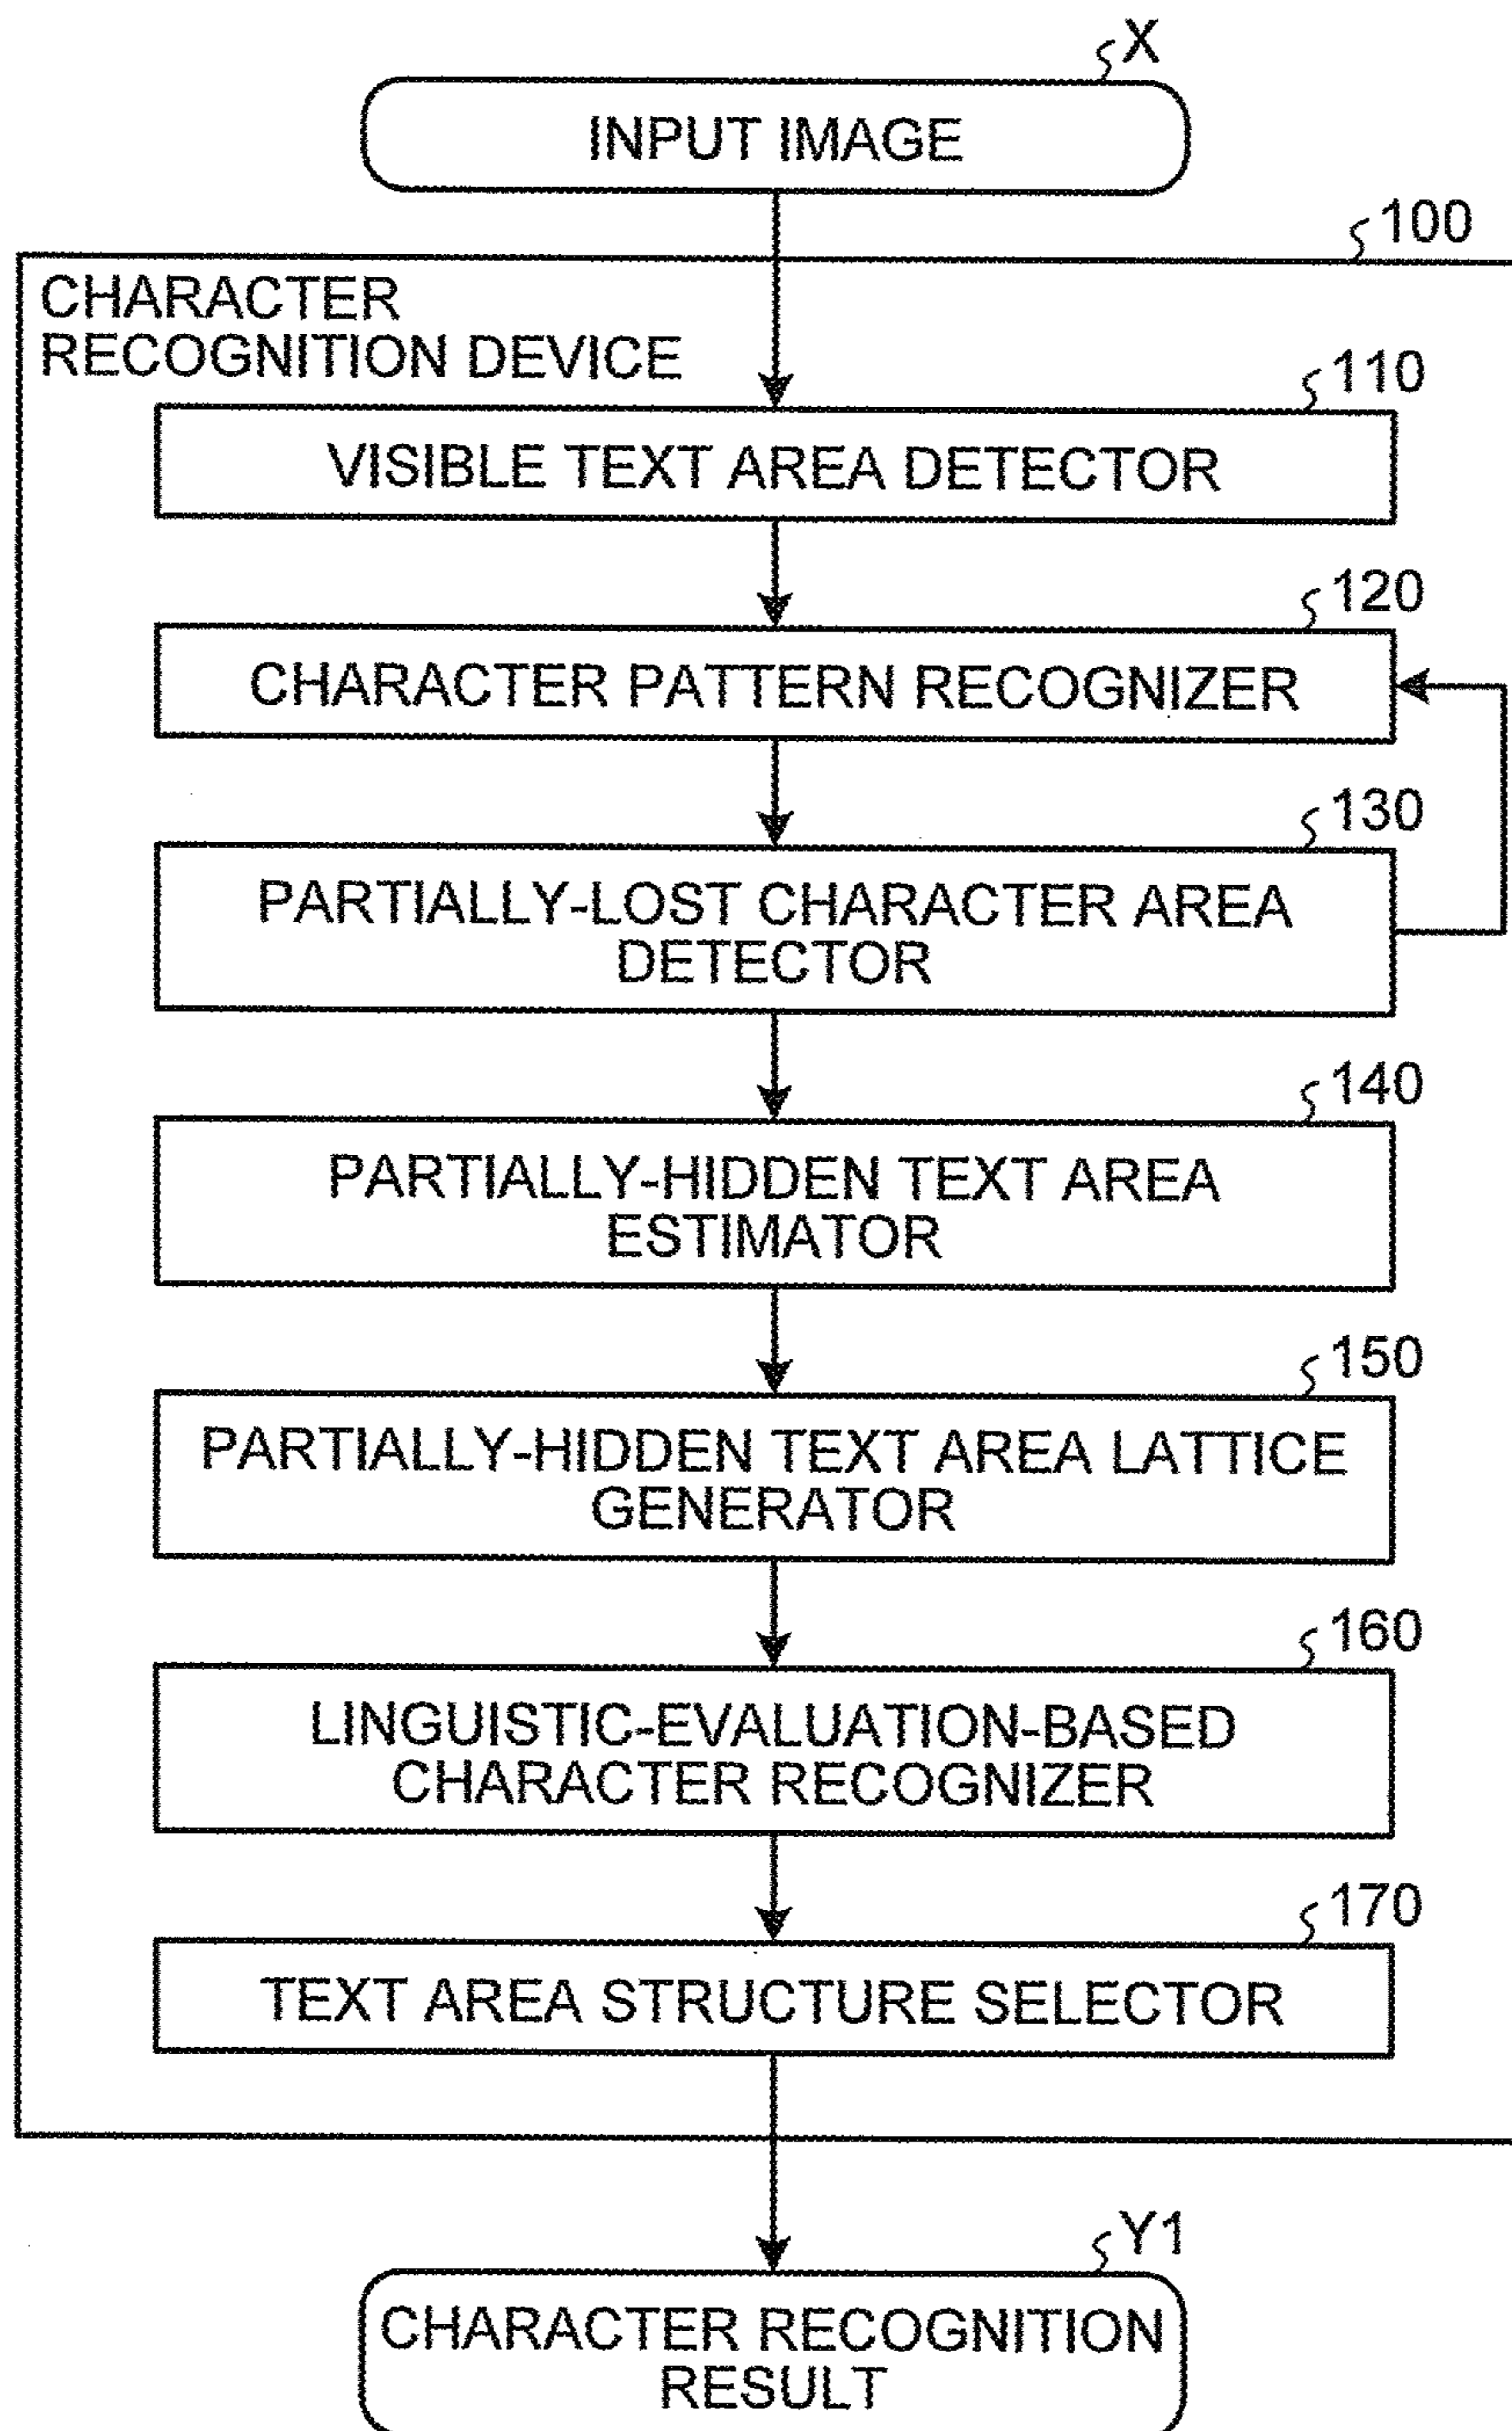 X
INPUT IMAGE
100
CHARACTER
RECOGNITION DEVICE
110
VISIBLE TEXT AREA DETECTOR
120
CHARACTER PATTERN RECOGNIZER
130
PARTIALLY-LOST CHARACTER AREA
DETECTOR
140
PARTIALLY-HIDDEN TEXT AREA
ESTIMATOR
150
PARTIALLY-HIDDEN TEXT AREA LATTICE
GENERATOR
160
LINGUISTIC-EVALUATION-BASED
CHARACTER RECOGNIZER
170
TEXT AREA STRUCTURE SELECTOR
Y1
CHARACTER RECOGNITION
RESULT